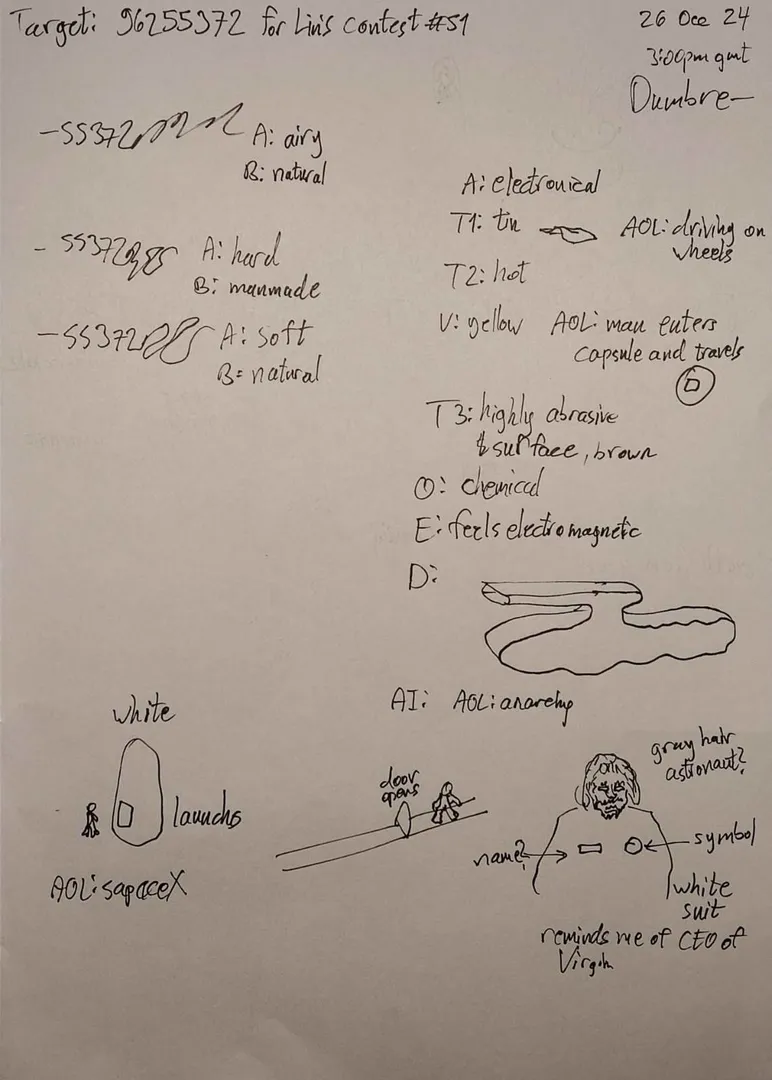 Target: 96255372 for Lin's contest #51
26 Dec 24
3:00pm gmt
Dumbre-
-55372
A: airy
B: natural
- 55372
A: hard
B: manmade
-55372
A: soft
B: natural
A: electronical
T1: tin
AOL: driving on
wheels
T2: hot
V: yellow AOL: man enters
capsule and travels
T3: highly abrasive
surface, brown
O: chemical
E: feels electromagnetic
D:
AI: AOL: anarchy
white
launchs
AOL: sapaceX
door
opens
gray hair
astronaut?
name?
symbol
white
suit
reminds me of CEO of
Virgin